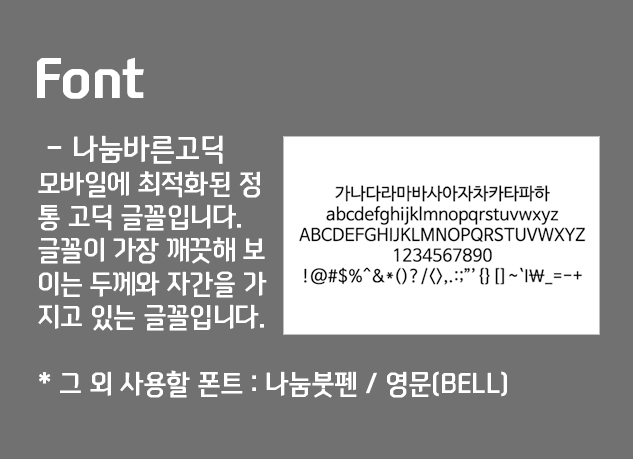 Font
- 나눔바른고딕
모바일에 최적화된 정
통 고딕 글꼴입니다.
글꼴이 가장 깨끗해 보
이는 두께와 자간을 가
지고 있는 글꼴입니다.
가나다라마바사아자차카타파하
abcdefghijklmnopqrstuvwxyz
ABCDEFGHIJKLMNOPQRSTUVWXYZ
1234567890
!@#$%^&*()?/〈〉,.:;”’{}[]~`|₩_=-+
* 그 외 사용할 폰트 : 나눔붓펜 / 영문(BELL)